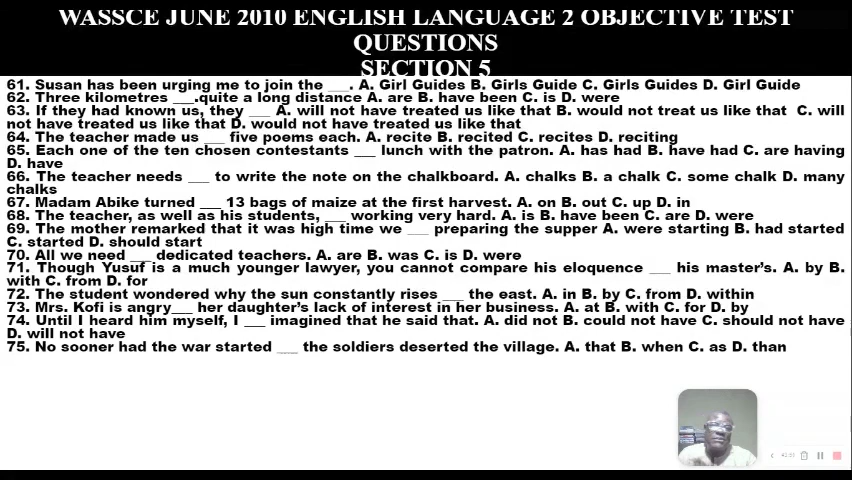 WASSCE JUNE 2010 ENGLISH LANGUAGE 2 OBJECTIVE TEST
QUESTIONS
SECTION 5
61. Susan has been urging me to join the ___. A. Girl Guides B. Girls Guide C. Girls Guides D. Girl Guide
62. Three kilometres ___.quite a long distance A. are B. have been C. is D. were
63. If they had known us, they ___ A. will not have treated us like that B. would not treat us like that C. will
not have treated us like that D. would not have treated us like that
64. The teacher made us ___ five poems each. A. recite B. recited C. recites D. reciting
65. Each one of the ten chosen contestants ___ lunch with the patron. A. has had B. have had C. are having
D. have
66. The teacher needs ___ to write the note on the chalkboard. A. chalks B. a chalk C. some chalk D. many
chalks
67. Madam Abike turned ___ 13 bags of maize at the first harvest. A. on B. out C. up D. in
68. The teacher, as well as his students, ___ working very hard. A. is B. have been C. are D. were
69. The mother remarked that it was high time we ___ preparing the supper A. were starting B. had started
C. started D. should start
70. All we need ___ dedicated teachers. A. are B. was C. is D. were
71. Though Yusuf is a much younger lawyer, you cannot compare his eloquence ___ his master's. A. by B.
with C. from D. for
72. The student wondered why the sun constantly rises ___ the east. A. in B. by C. from D. within
73. Mrs. Kofi is angry___ her daughter's lack of interest in her business. A. at B. with C. for D. by
74. Until I heard him myself, I ___ imagined that he said that. A. did not B. could not have C. should not have
D. will not have
75. No sooner had the war started ___ the soldiers deserted the village. A. that B. when C. as D. than